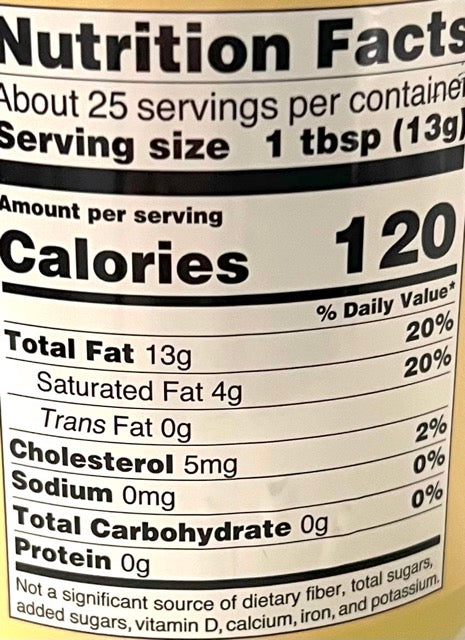 Nutrition Facts
About 25 servings per container
Serving size 1 tbsp (13g)
Amount per serving
Calories 120
% Daily Value*
Total Fat 13g 20%
Saturated Fat 4g 20%
Trans Fat 0g
Cholesterol 5mg 2%
Sodium 0mg 0%
Total Carbohydrate 0g 0%
Protein 0g
Not a significant source of dietary fiber, total sugars,
added sugars, vitamin D, calcium, iron, and potassium.